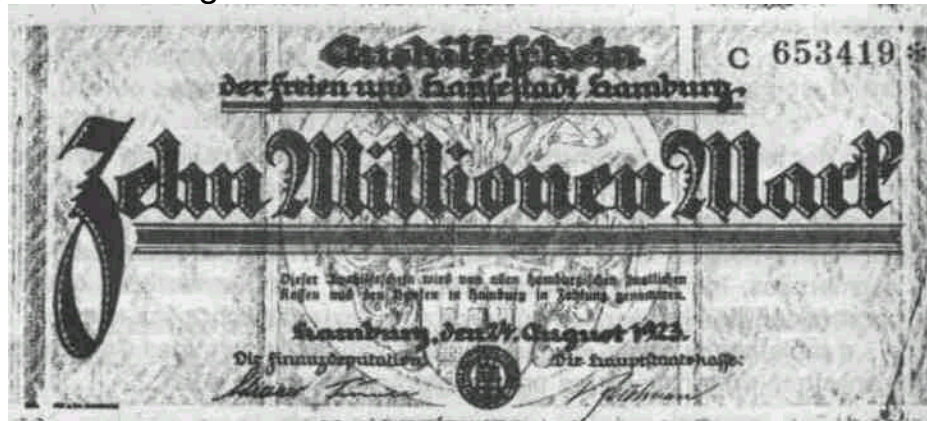 Aushilfsschein
der freien und Hansestadt Hamburg.
C 653419 *
Zehn Millionen Mark
Dieser Aushilfsschein wird von allen hamburgischen staatlichen
Kassen und den Banken in Hamburg in Zahlung genommen.
Hamburg, den 24. August 1923.
Die Finanzdeputation: Die Hauptstaatskasse: